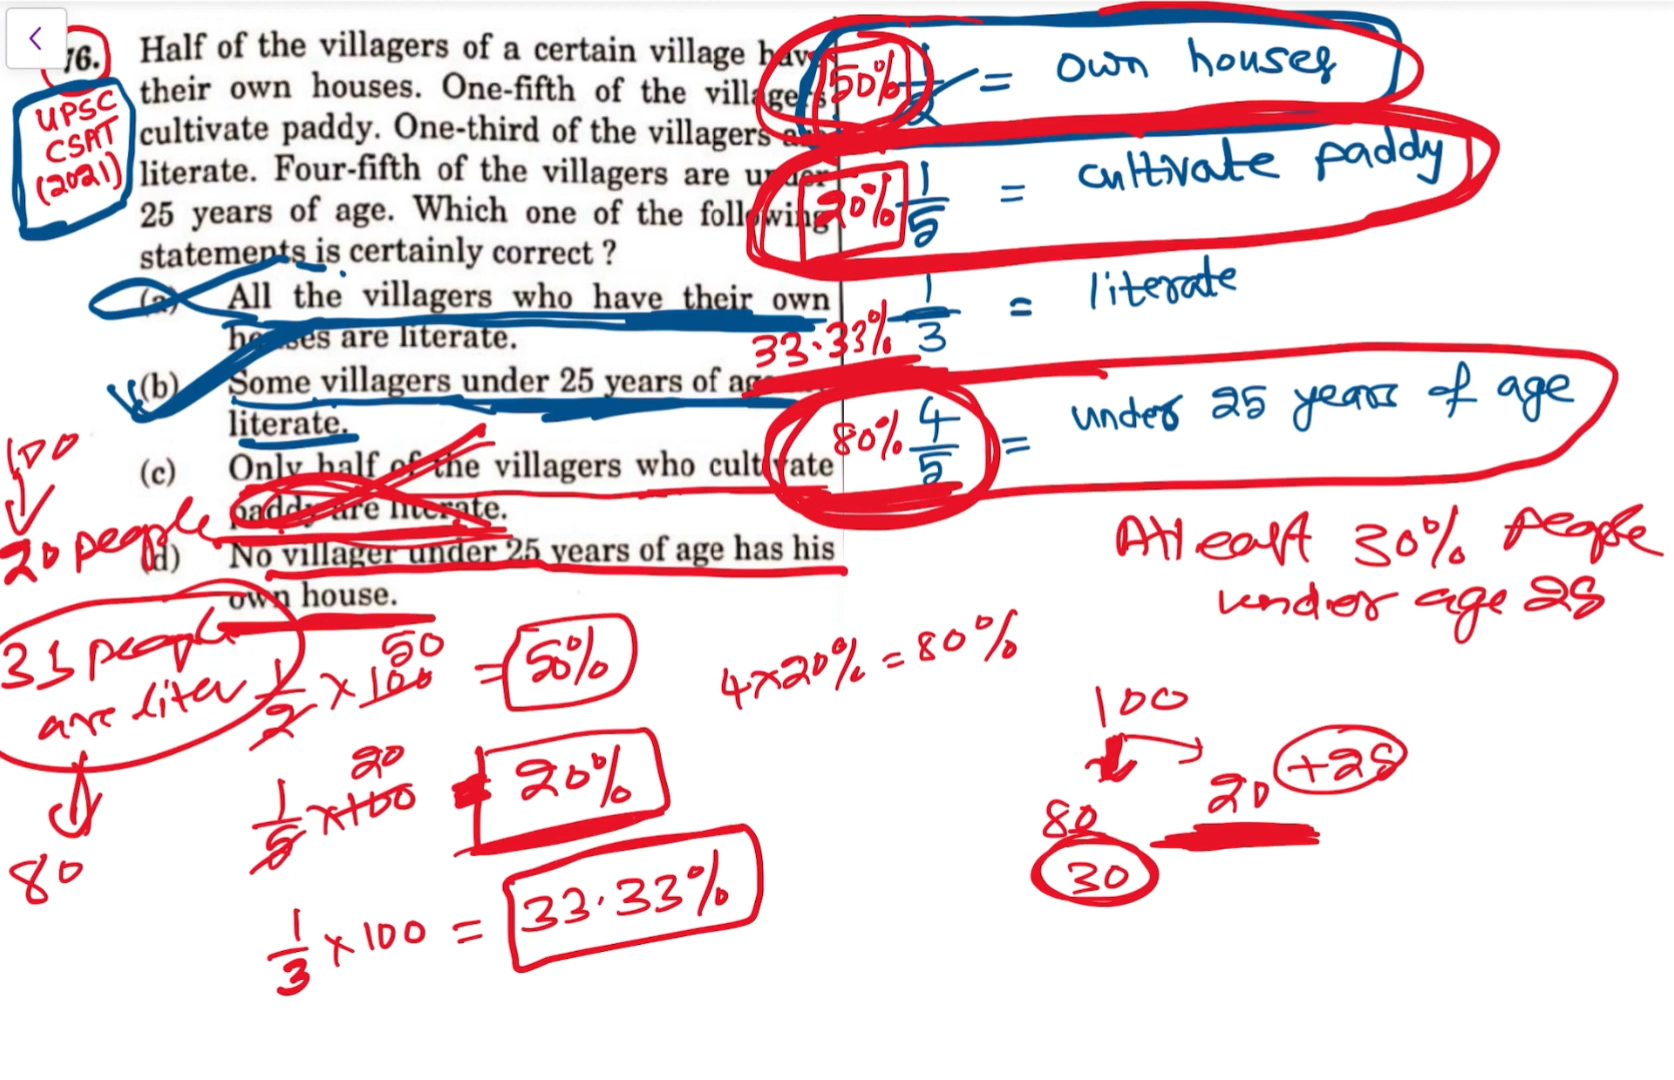 76. Half of the villagers of a certain village have
their own houses. One-fifth of the villagers
cultivate paddy. One-third of the villagers are
literate. Four-fifth of the villagers are under
25 years of age. Which one of the following
statements is certainly correct ?
(a) All the villagers who have their own
houses are literate.
(b) Some villagers under 25 years of age
literate.
(c) Only half of the villagers who cultivate
paddy are literate.
(d) No villager under 25 years of age has his
own house.
UPSC
CSAT
(2021)
50% 1/2 = own houses
20% 1/5 = cultivate paddy
33.33% 1/3 = literate
80% 4/5 = under 25 years of age
Atleast 30% people
under age 25
100
20 people
33 people
are liter
80
1/2 × 100 50 = 50%
1/5 × 100 20 = 20%
1/3 × 100 = 33.33%
4×20% = 80%
100
80 20 +25
30